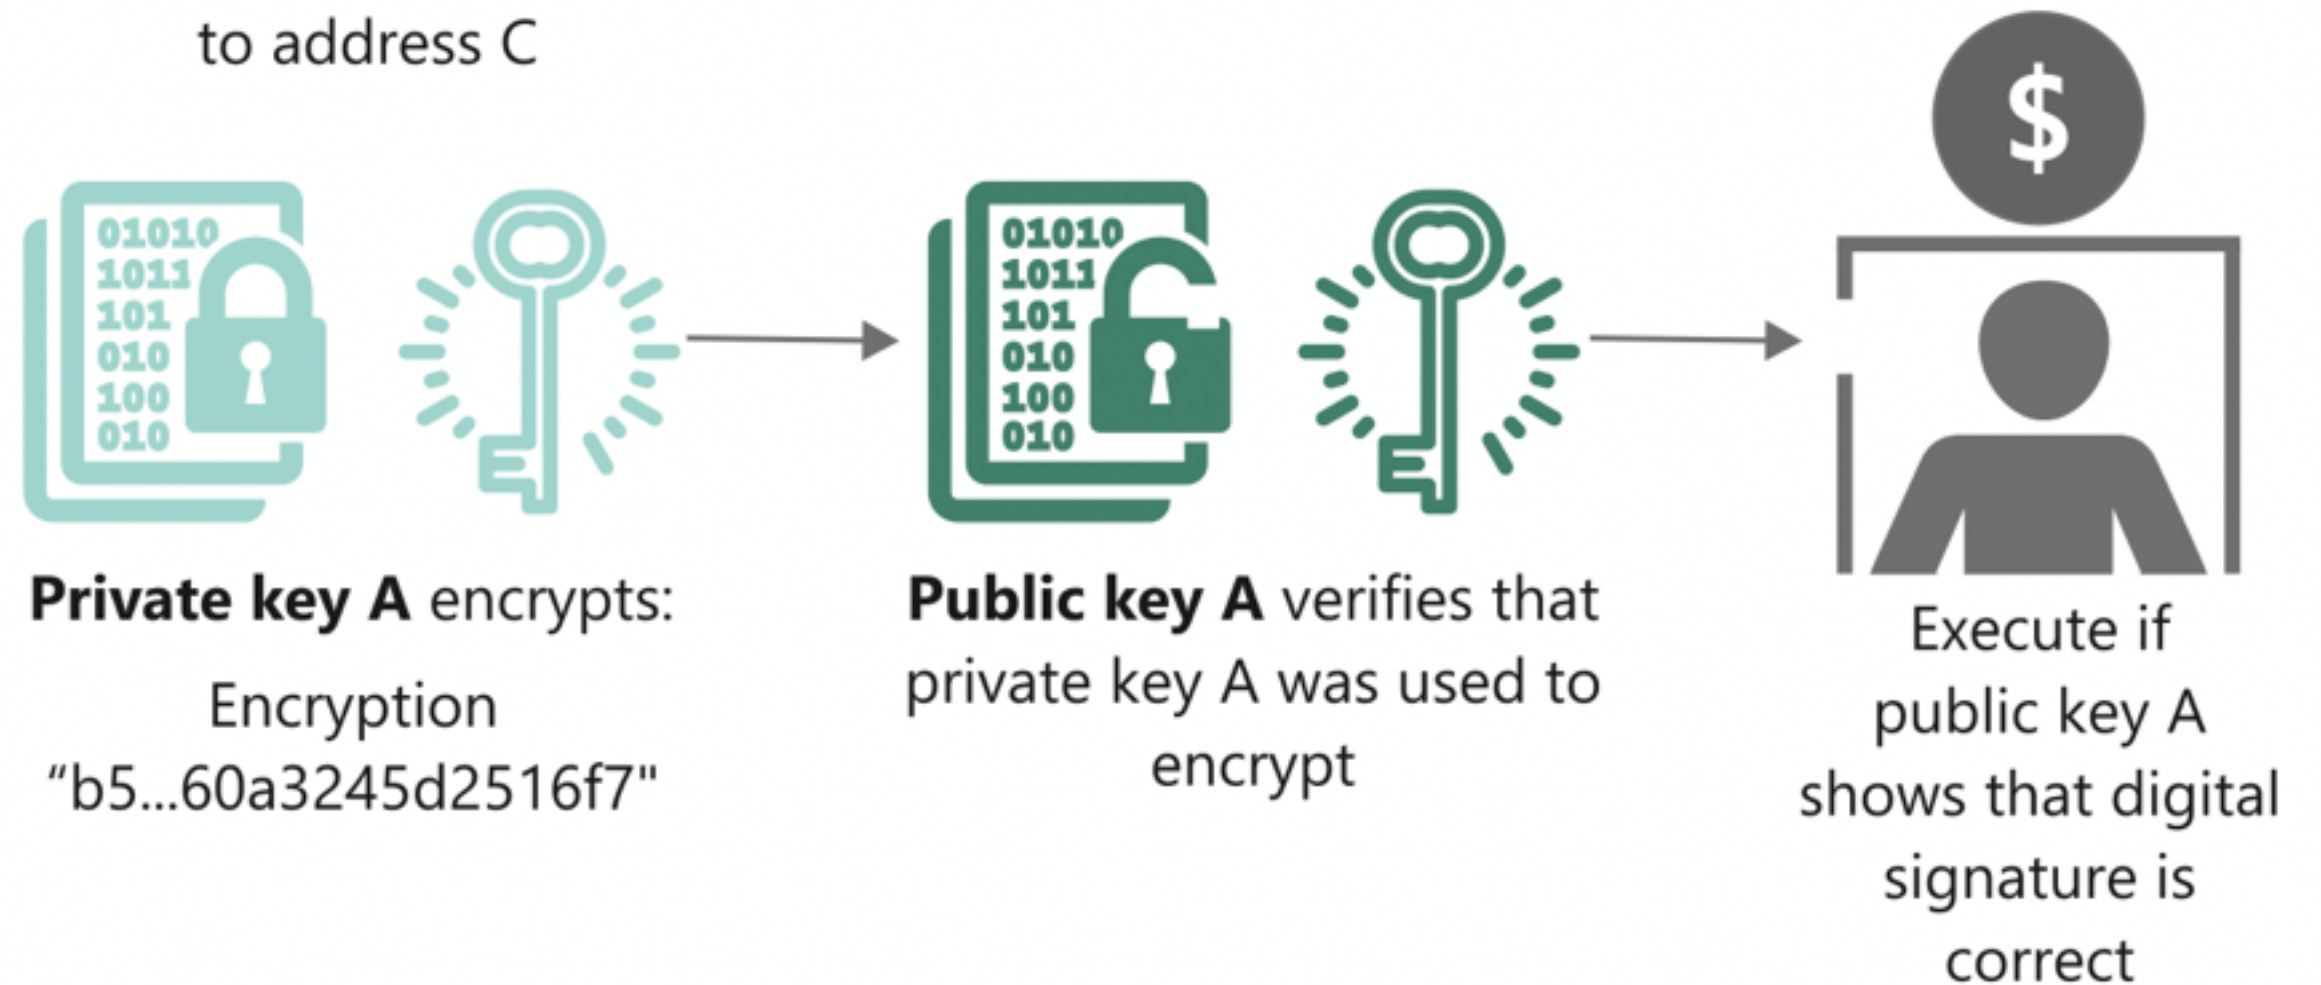 to address C
01010
1011
101
010
100
010
Private key A encrypts:
Encryption
“b5...60a3245d2516f7"
01010
1011
101
010
100
010
Public key A verifies that
private key A was used to
encrypt
$
Execute if
public key A
shows that digital
signature is
correct